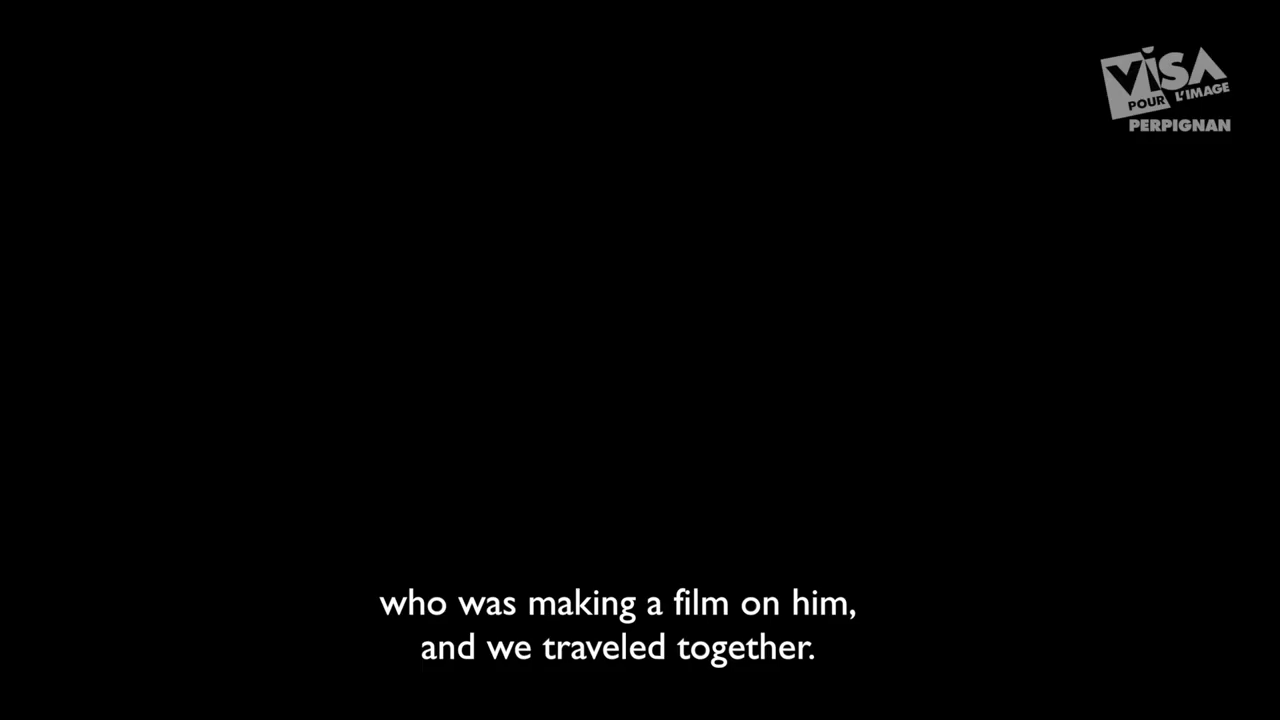 ViSA
POUR L'IMAGE
PERPIGNAN
who was making a film on him,
and we traveled together.